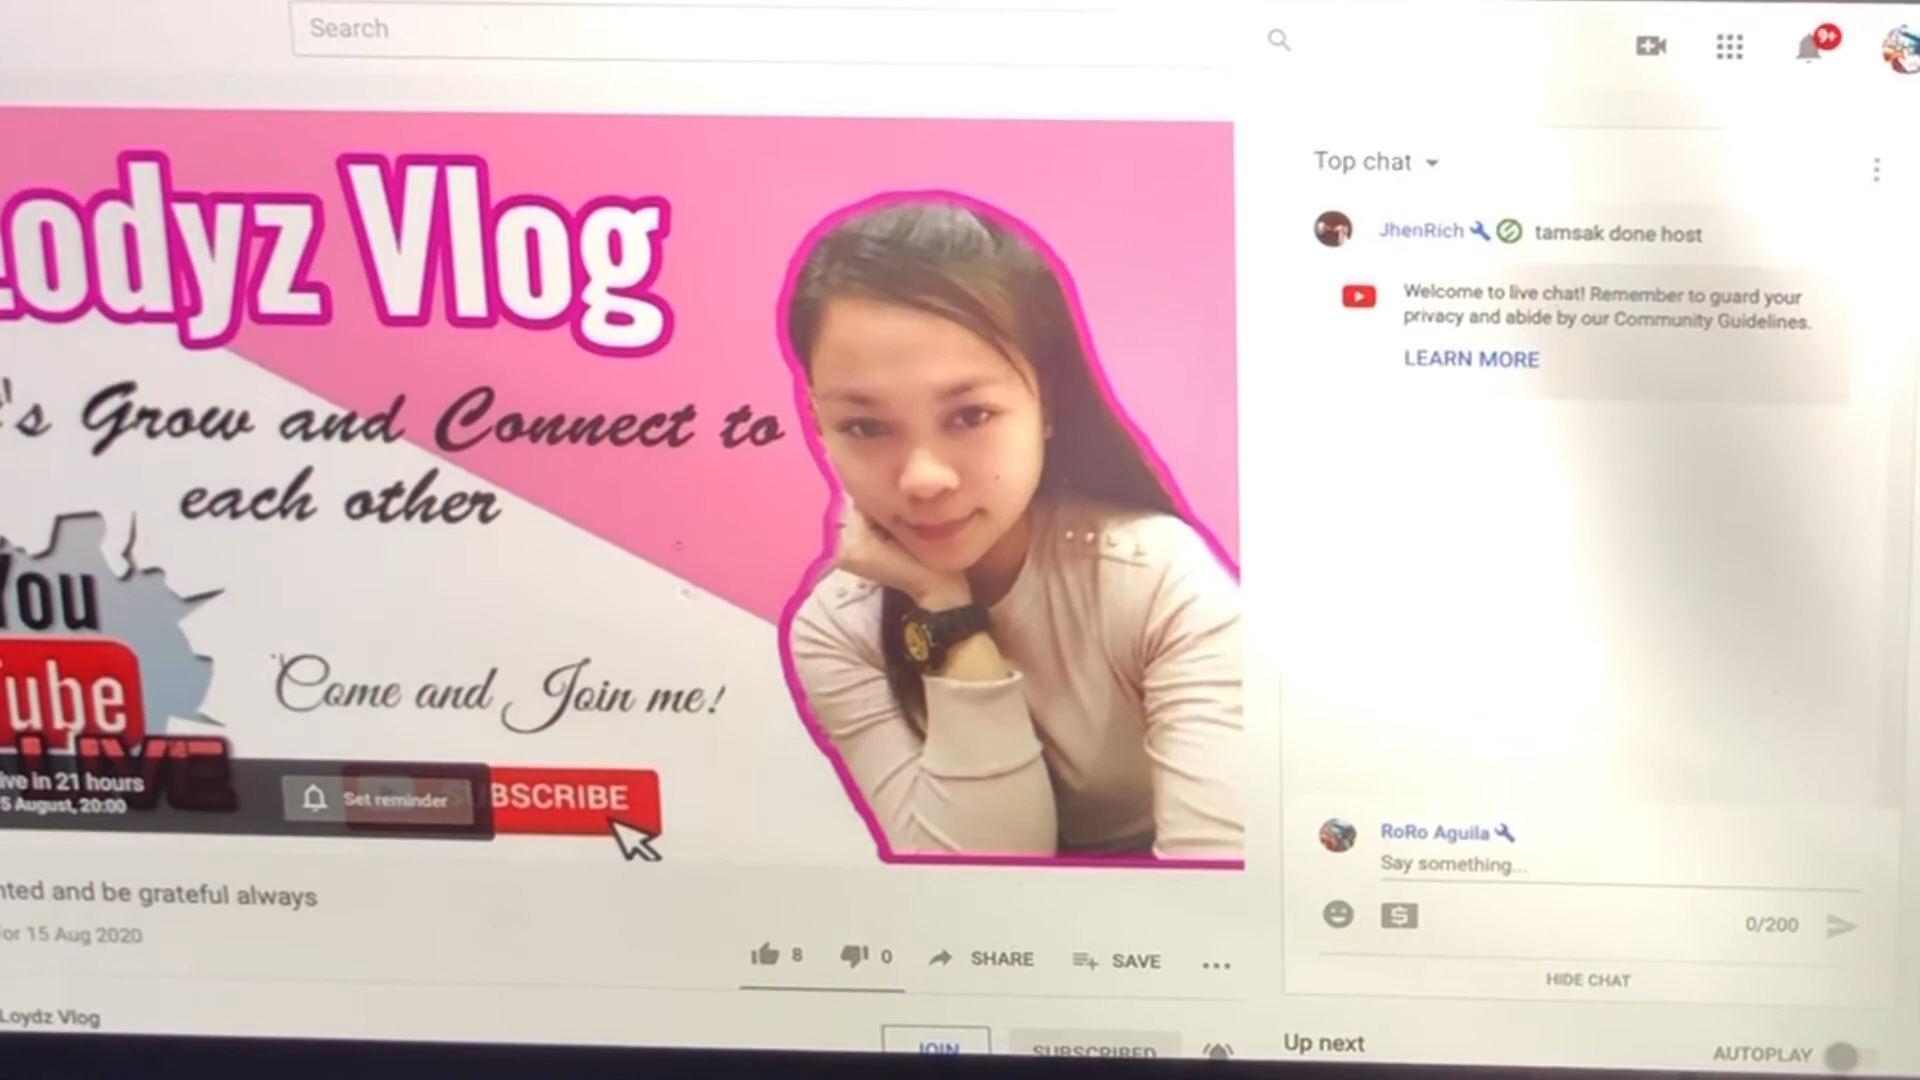 Search
9+
odyz Vlog
's Grow and Connect to
each other
You
Tube
LIVE
Come and Join me!
ive in 21 hours
5 August, 20:00
Set reminder
BSCRIBE
nted and be grateful always
or 15 Aug 2020
8
0
SHARE
SAVE
Loydz Vlog
JOIN
SUBSCRIBED
Top chat
JhenRich tamsak done host
Welcome to live chat! Remember to guard your
privacy and abide by our Community Guidelines.
LEARN MORE
RoRo Aguila
Say something...
0/200
HIDE CHAT
Up next
AUTOPLAY